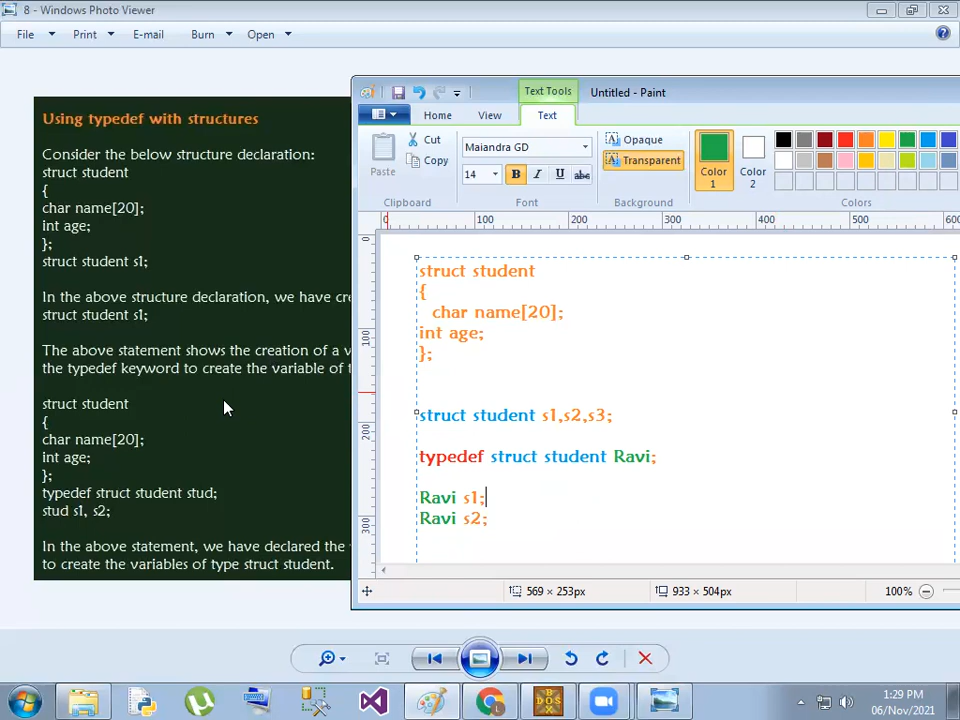 8 - Windows Photo Viewer
File Print E-mail Burn Open
Using typedef with structures
Consider the below structure declaration:
struct student
{
char name[20];
int age;
};
struct student s1;
In the above structure declaration, we have cre
struct student s1;
The above statement shows the creation of a v
the typedef keyword to create the variable of t
struct student
{
char name[20];
int age;
};
typedef struct student stud;
stud s1, s2;
In the above statement, we have declared the
to create the variables of type struct student.
Text Tools
Untitled - Paint
Home View Text
Paste
Cut
Copy
Clipboard
Maiandra GD
14 B I U abc
Font
Opaque
Transparent
Background
Color 1
Color 2
Colors
0 100 200 300 400 500 600
0
100
200
300
struct student
{
char name[20];
int age;
};
struct student s1,s2,s3;
typedef struct student Ravi;
Ravi s1;
Ravi s2;
569 × 253px
933 × 504px
100%
DOS
1:29 PM
06/Nov/2021